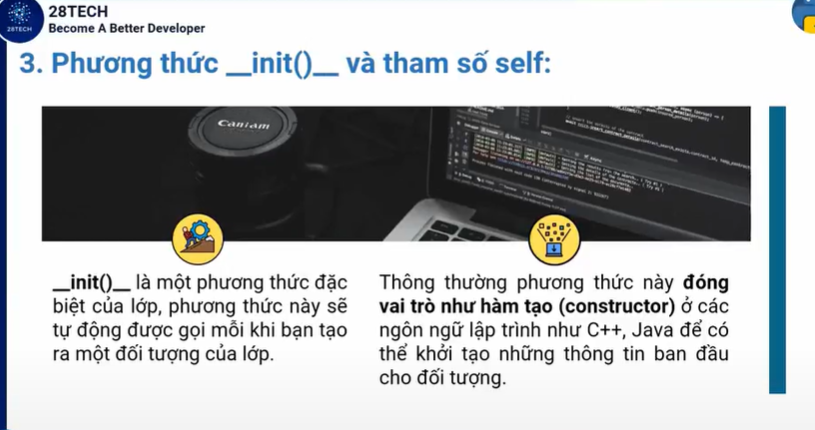 28TECH
Become A Better Developer
28TECH
3. Phương thức __init()__ và tham số self:
Caniam
__init()__ là một phương thức đặc
biệt của lớp, phương thức này sẽ
tự động được gọi mỗi khi bạn tạo
ra một đối tượng của lớp.
Thông thường phương thức này đóng
vai trò như hàm tạo (constructor) ở các
ngôn ngữ lập trình như C++, Java để có
thể khởi tạo những thông tin ban đầu
cho đối tượng.